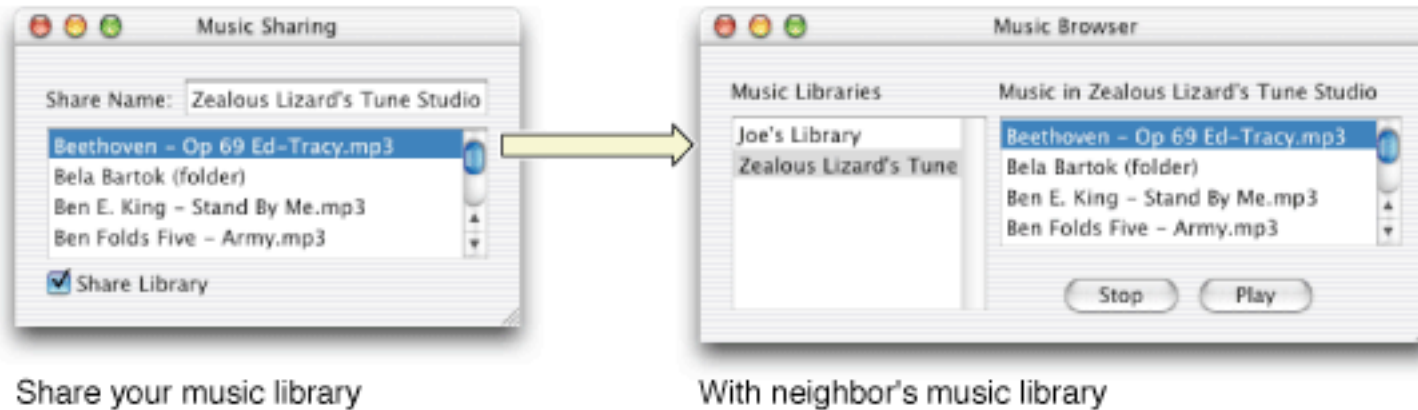 Music Sharing
Share Name: Zealous Lizard's Tune Studio
Beethoven – Op 69 Ed–Tracy.mp3
Bela Bartok (folder)
Ben E. King – Stand By Me.mp3
Ben Folds Five – Army.mp3
Share Library
Share your music library
Music Browser
Music Libraries
Joe's Library
Zealous Lizard's Tune
Music in Zealous Lizard's Tune Studio
Beethoven – Op 69 Ed–Tracy.mp3
Bela Bartok (folder)
Ben E. King – Stand By Me.mp3
Ben Folds Five – Army.mp3
Stop
Play
With neighbor's music library